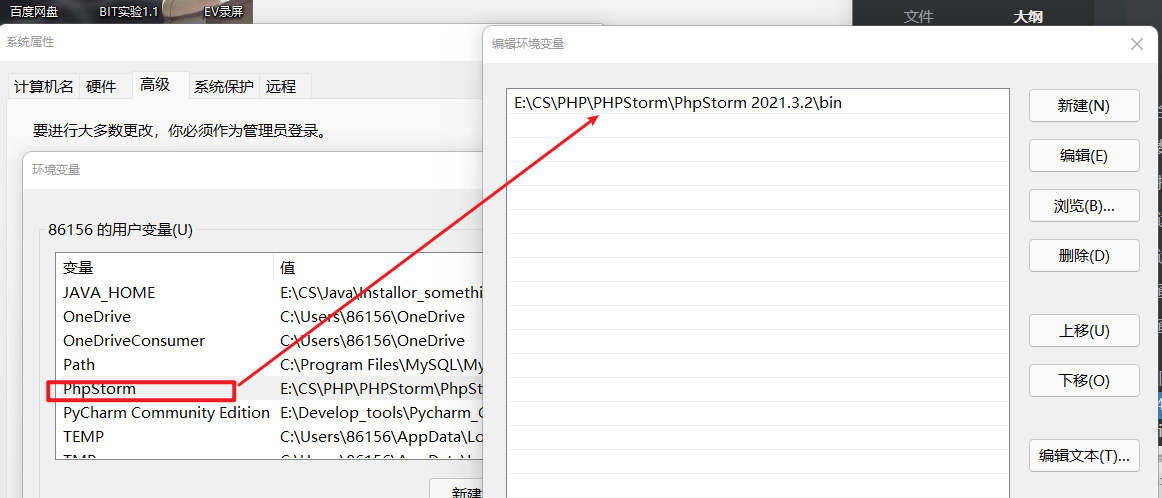 百度网盘 BIT实验1.1 EV录屏
文件 大纲
系统属性
计算机名 硬件 高级 系统保护 远程
要进行大多数更改，你必须作为管理员登录。
环境变量
86156 的用户变量(U)
变量 值
JAVA_HOME E:\CS\Java\Installor_somethi
OneDrive C:\Users\86156\OneDrive
OneDriveConsumer C:\Users\86156\OneDrive
Path C:\Program Files\MySQL\My
PhpStorm E:\CS\PHP\PHPStorm\PhpSt
PyCharm Community Edition E:\Develop_tools\Pycharm_C
TEMP C:\Users\86156\AppData\Lo
新建
编辑环境变量
E:\CS\PHP\PHPStorm\PhpStorm 2021.3.2\bin
新建(N)
编辑(E)
浏览(B)...
删除(D)
上移(U)
下移(O)
编辑文本(T)...